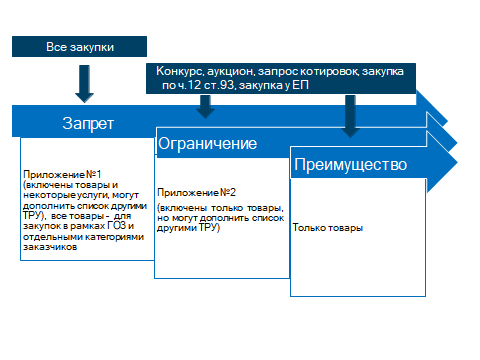 Все закупки
Конкурс, аукцион, запрос котировок, закупка
по ч.12 ст.93, закупка у ЕП
Запрет
Ограничение
Преимущество
Приложение №1
(включены товары и
некоторые услуги, могут
дополнить список другими
ТРУ), все товары - для
закупок в рамках ГОЗ и
отдельными категориями
заказчиков
Приложение №2
(включены только товары,
но могут дополнить список
другими ТРУ)
Только товары